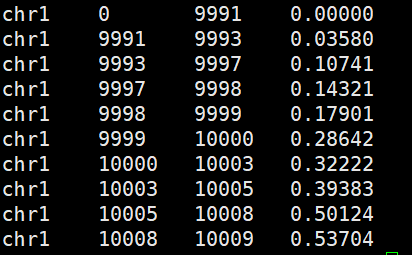 chr1    0       9991    0.00000
chr1    9991    9993    0.03580
chr1    9993    9997    0.10741
chr1    9997    9998    0.14321
chr1    9998    9999    0.17901
chr1    9999    10000   0.28642
chr1    10000   10003   0.32222
chr1    10003   10005   0.39383
chr1    10005   10008   0.50124
chr1    10008   10009   0.53704